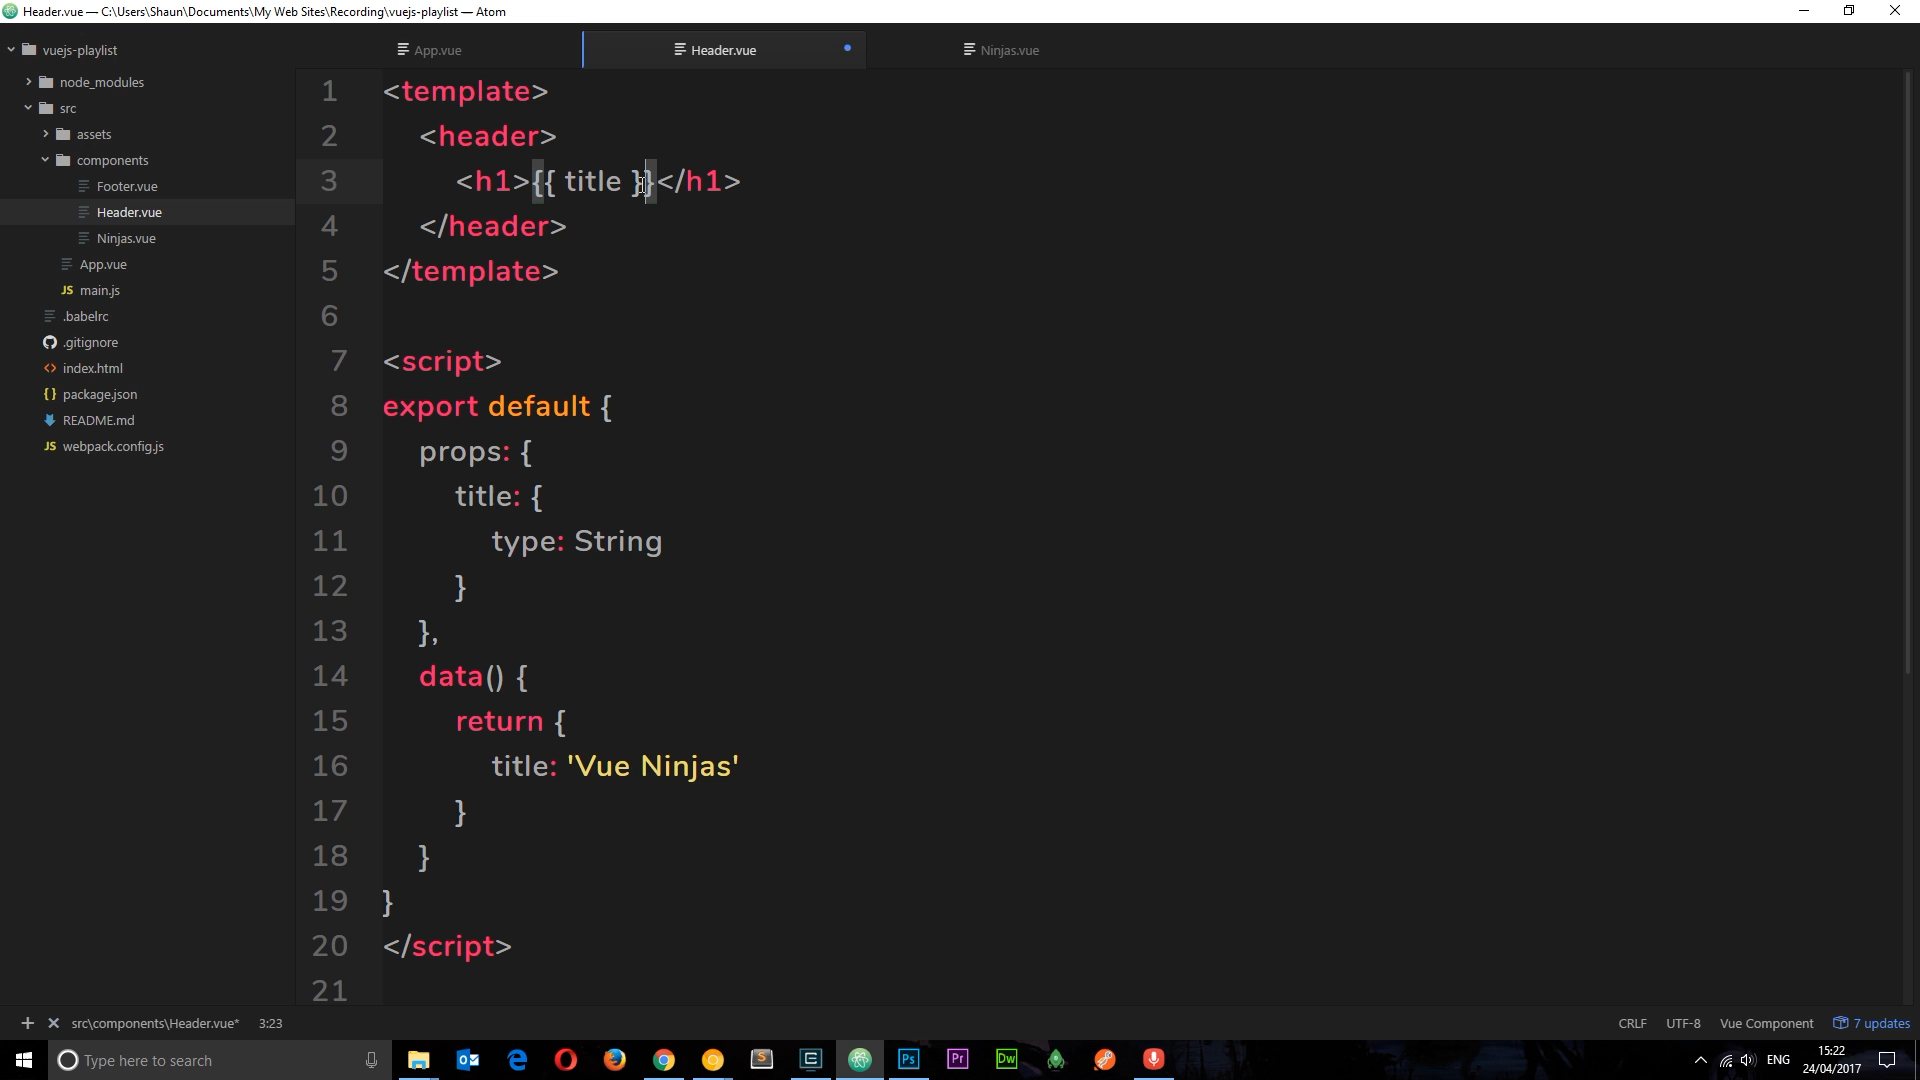 Header.vue — C:\Users\Shaun\Documents\My Web Sites\Recording\vuejs-playlist — Atom
vuejs-playlist
node_modules
src
assets
components
Footer.vue
Header.vue
Ninjas.vue
App.vue
JS main.js
.babelrc
.gitignore
<> index.html
{} package.json
README.md
JS webpack.config.js
App.vue
Header.vue
Ninjas.vue
1 <template>
2 <header>
3 <h1>{{ title }}</h1>
4 </header>
5 </template>
6
7 <script>
8 export default {
9 props: {
10 title: {
11 type: String
12 }
13 },
14 data() {
15 return {
16 title: 'Vue Ninjas'
17 }
18 }
19 }
20 </script>
21
src\components\Header.vue* 3:23
CRLF UTF-8 Vue Component 7 updates
Type here to search
Ps Pr Dw
ENG
15:22
24/04/2017